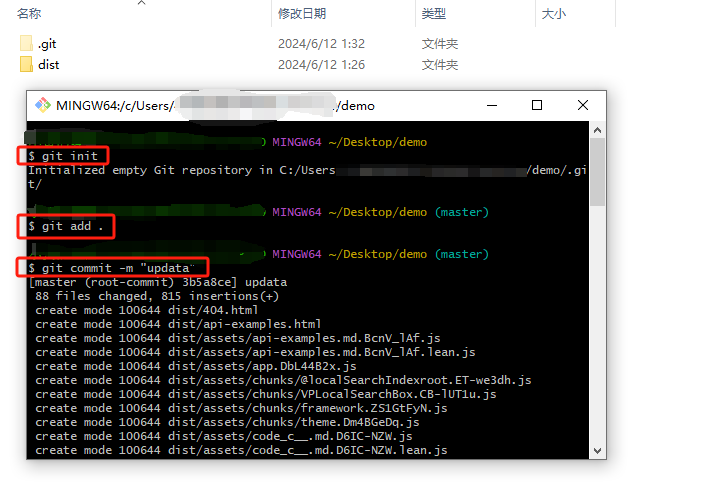 名称 修改日期 类型 大小
.git 2024/6/12 1:32 文件夹
dist 2024/6/12 1:26 文件夹
MINGW64:/c/Users/ /demo
MINGW64 ~/Desktop/demo
$ git init
Initialized empty Git repository in C:/Users /demo/.gi
t/
MINGW64 ~/Desktop/demo (master)
$ git add .
MINGW64 ~/Desktop/demo (master)
$ git commit -m "updata"
[master (root-commit) 3b5a8ce] updata
88 files changed, 815 insertions(+)
create mode 100644 dist/404.html
create mode 100644 dist/api-examples.html
create mode 100644 dist/assets/api-examples.md.BcnV_lAf.js
create mode 100644 dist/assets/api-examples.md.BcnV_lAf.lean.js
create mode 100644 dist/assets/app.DbL44B2x.js
create mode 100644 dist/assets/chunks/@localSearchIndexroot.ET-we3dh.js
create mode 100644 dist/assets/chunks/VPLocalSearchBox.CB-lUT1u.js
create mode 100644 dist/assets/chunks/framework.ZS1GtFyN.js
create mode 100644 dist/assets/chunks/theme.Dm4BGeDq.js
create mode 100644 dist/assets/code_c__.md.D6IC-NZW.js
create mode 100644 dist/assets/code_c__.md.D6IC-NZW.lean.js